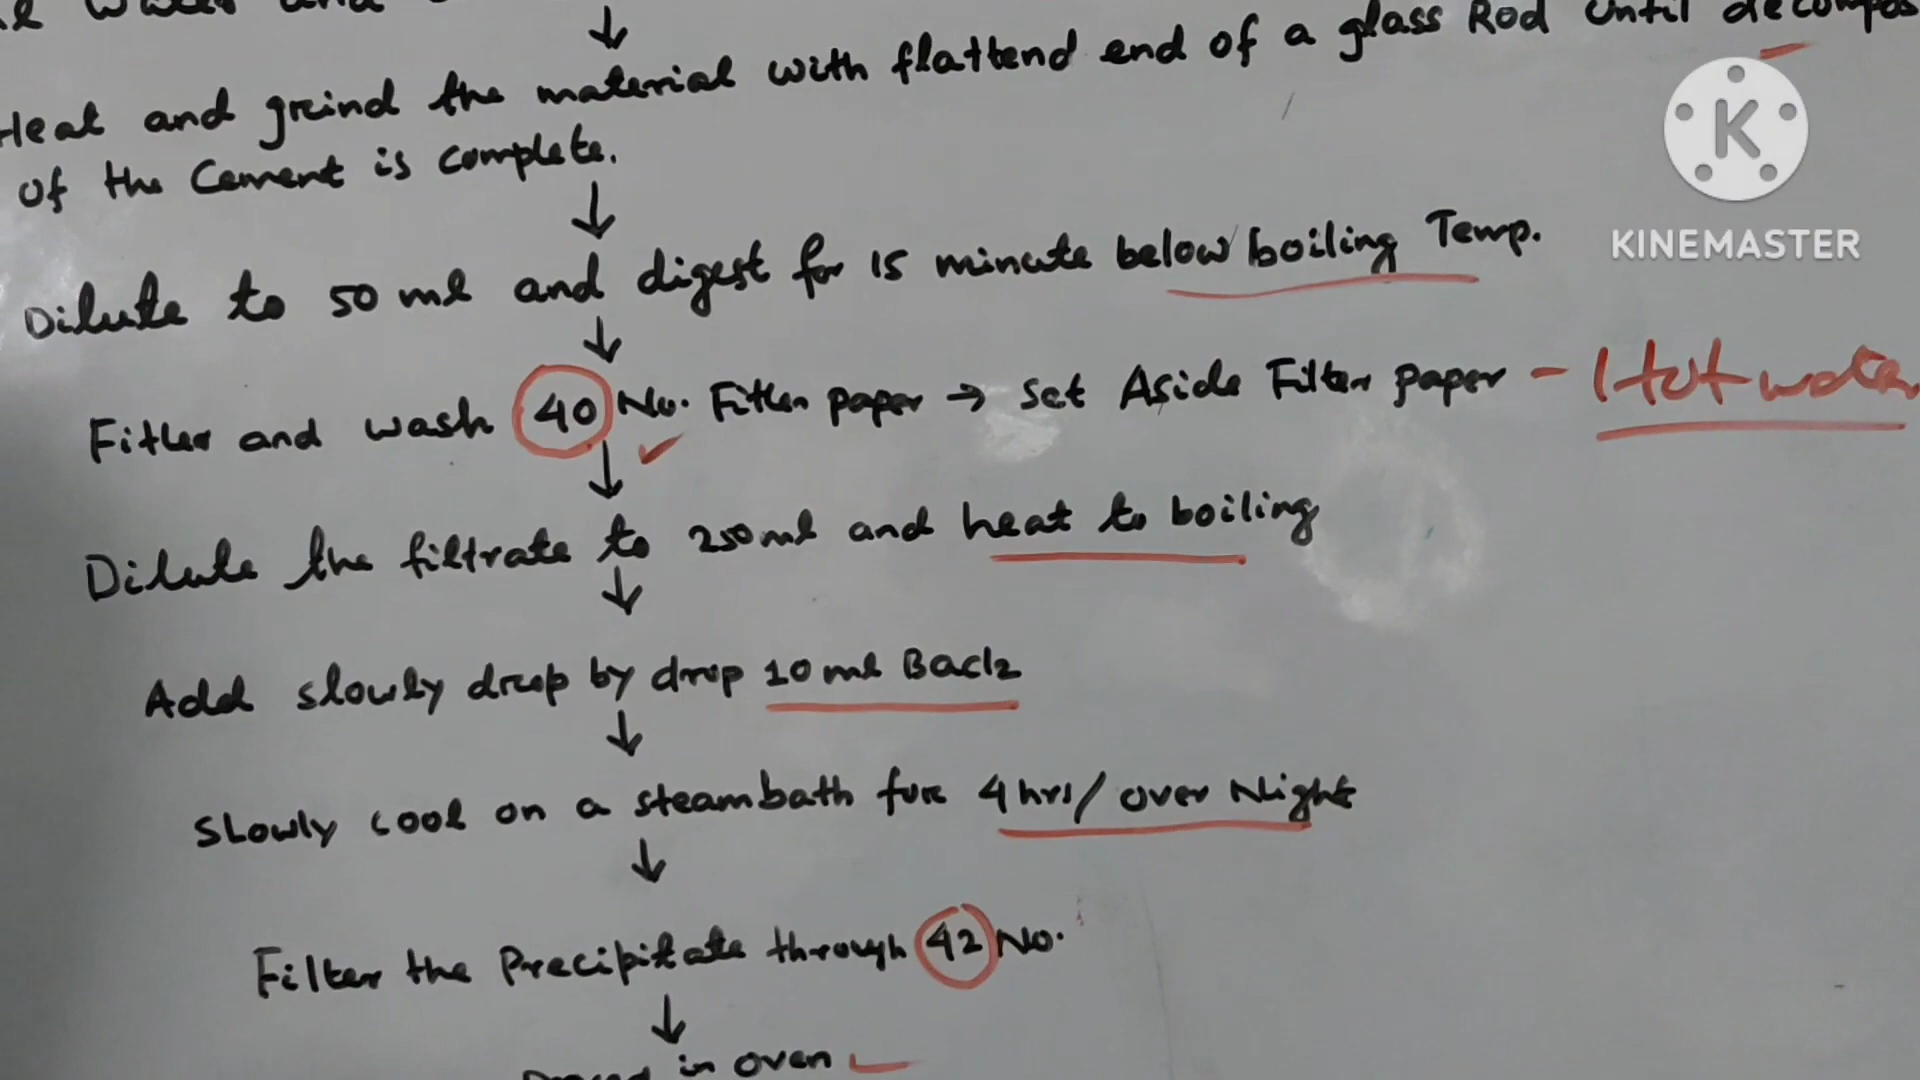 Heat and grind the material with flattend end of a glass Rod until decompos
of the Cement is complete.
↓
Dilute to 50 ml and digest for 15 minute below boiling Temp.
↓
Fitler and wash 40 No. Fitler paper → Set Aside Filter paper - Hot water
↓
Dilute the filtrate to 250 ml and heat to boiling
↓
Add slowly drop by drop 10 ml Bacl2
↓
Slowly cool on a steambath for 4 hrs/ over Night
↓
Filter the Precipitate through 42 No.
↓
in oven
K
KINEMASTER